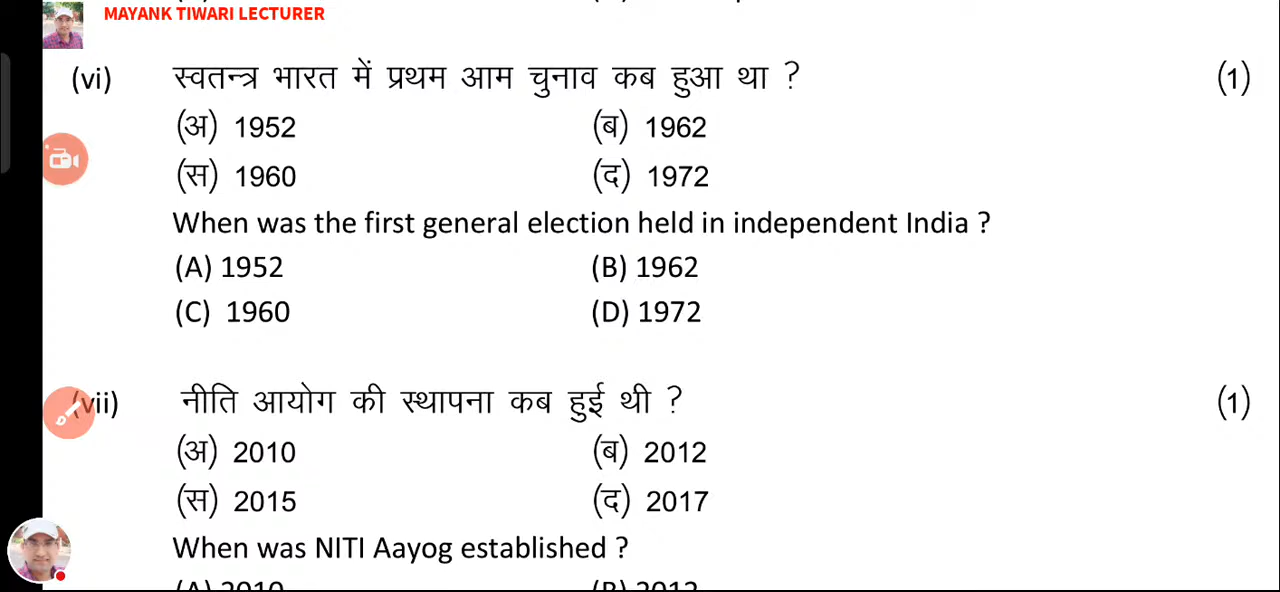 MAYANK TIWARI LECTURER
(vi) स्वतन्त्र भारत में प्रथम आम चुनाव कब हुआ था ? (1)
(अ) 1952 (ब) 1962
(स) 1960 (द) 1972
When was the first general election held in independent India ?
(A) 1952 (B) 1962
(C) 1960 (D) 1972
(vii) नीति आयोग की स्थापना कब हुई थी ? (1)
(अ) 2010 (ब) 2012
(स) 2015 (द) 2017
When was NITI Aayog established ?
(A) 2010 (B) 2012